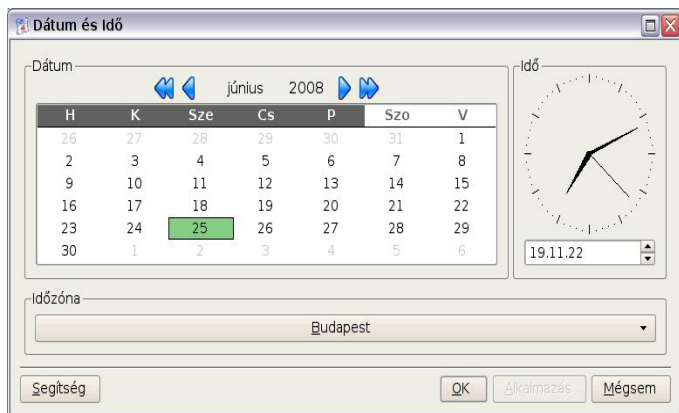 Dátum és Idő
Dátum
június 2008
H K Sze Cs P Szo V
26 27 28 29 30 31 1
2 3 4 5 6 7 8
9 10 11 12 13 14 15
16 17 18 19 20 21 22
23 24 25 26 27 28 29
30 1 2 3 4 5 6
Idő
19.11.22
Időzóna
Budapest
Segítség OK Alkalmazás Mégsem